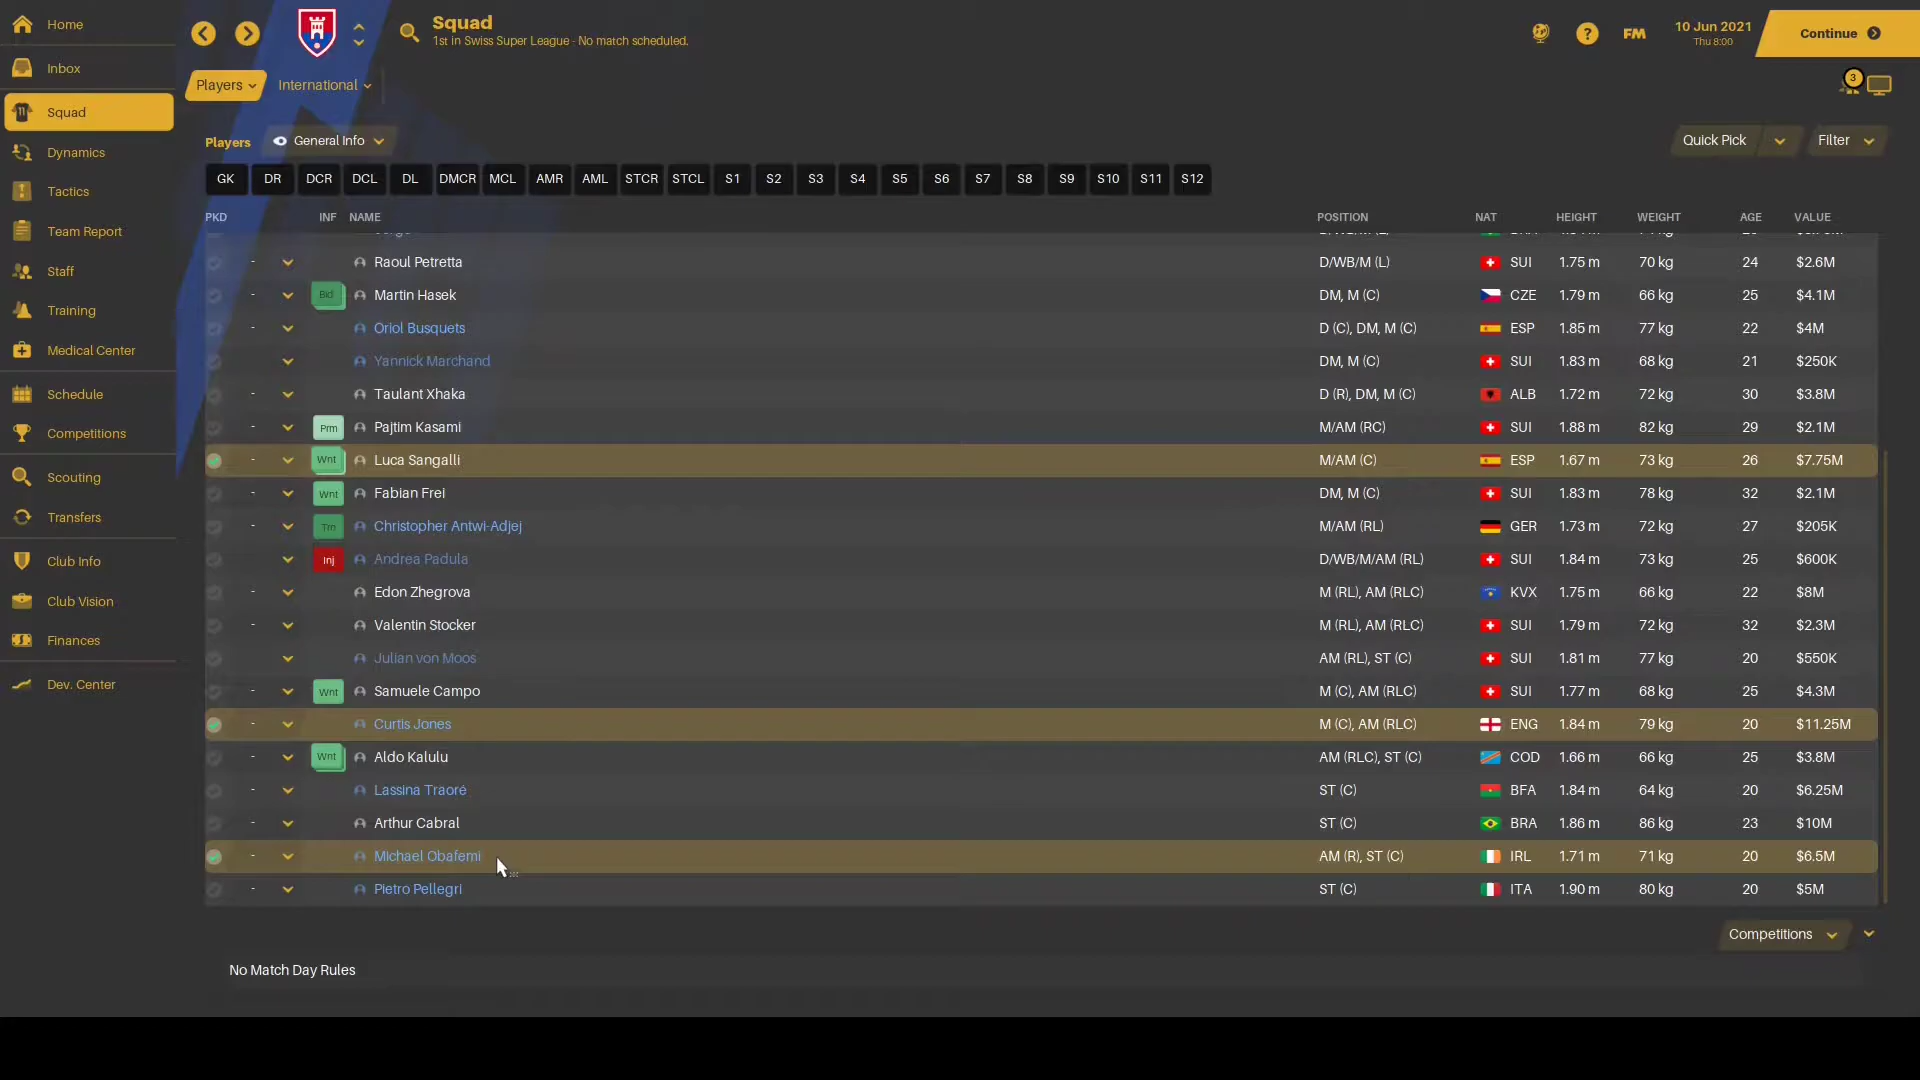 Home
Inbox
Squad
Dynamics
Tactics
Team Report
Staff
Training
Medical Center
Schedule
Competitions
Scouting
Transfers
Club Info
Club Vision
Finances
Dev. Center
Squad
1st in Swiss Super League - No match scheduled.
? FM 10 Jun 2021 Continue
Thu 8:00
Players International
3
Players General Info Quick Pick Filter
GK DR DCR DCL DL DMCR MCL AMR AML STCR STCL S1 S2 S3 S4 S5 S6 S7 S8 S9 S10 S11 S12
PKD INF NAME POSITION NAT HEIGHT WEIGHT AGE VALUE
- Raoul Petretta D/WB/M (L) SUI 1.75 m 70 kg 24 $2.6M
- Bid Martin Hasek DM, M (C) CZE 1.79 m 66 kg 25 $4.1M
- Oriol Busquets D (C), DM, M (C) ESP 1.85 m 77 kg 22 $4M
Yannick Marchand DM, M (C) SUI 1.83 m 68 kg 21 $250K
- Taulant Xhaka D (R), DM, M (C) ALB 1.72 m 72 kg 30 $3.8M
- Prm Pajtim Kasami M/AM (RC) SUI 1.88 m 82 kg 29 $2.1M
- Wnt Luca Sangalli M/AM (C) ESP 1.67 m 73 kg 26 $7.75M
- Wnt Fabian Frei DM, M (C) SUI 1.83 m 78 kg 32 $2.1M
- Trn Christopher Antwi-Adjej M/AM (RL) GER 1.73 m 72 kg 27 $205K
Inj Andrea Padula D/WB/M/AM (RL) SUI 1.84 m 73 kg 25 $600K
- Edon Zhegrova M (RL), AM (RLC) KVX 1.75 m 66 kg 22 $8M
- Valentin Stocker M (RL), AM (RLC) SUI 1.79 m 72 kg 32 $2.3M
Julian von Moos AM (RL), ST (C) SUI 1.81 m 77 kg 20 $550K
- Wnt Samuele Campo M (C), AM (RLC) SUI 1.77 m 68 kg 25 $4.3M
- Curtis Jones M (C), AM (RLC) ENG 1.84 m 79 kg 20 $11.25M
- Wnt Aldo Kalulu AM (RLC), ST (C) COD 1.66 m 66 kg 25 $3.8M
- Lassina Traoré ST (C) BFA 1.84 m 64 kg 20 $6.25M
- Arthur Cabral ST (C) BRA 1.86 m 86 kg 23 $10M
- Michael Obafemi AM (R), ST (C) IRL 1.71 m 71 kg 20 $6.5M
- Pietro Pellegri ST (C) ITA 1.90 m 80 kg 20 $5M
Competitions
No Match Day Rules